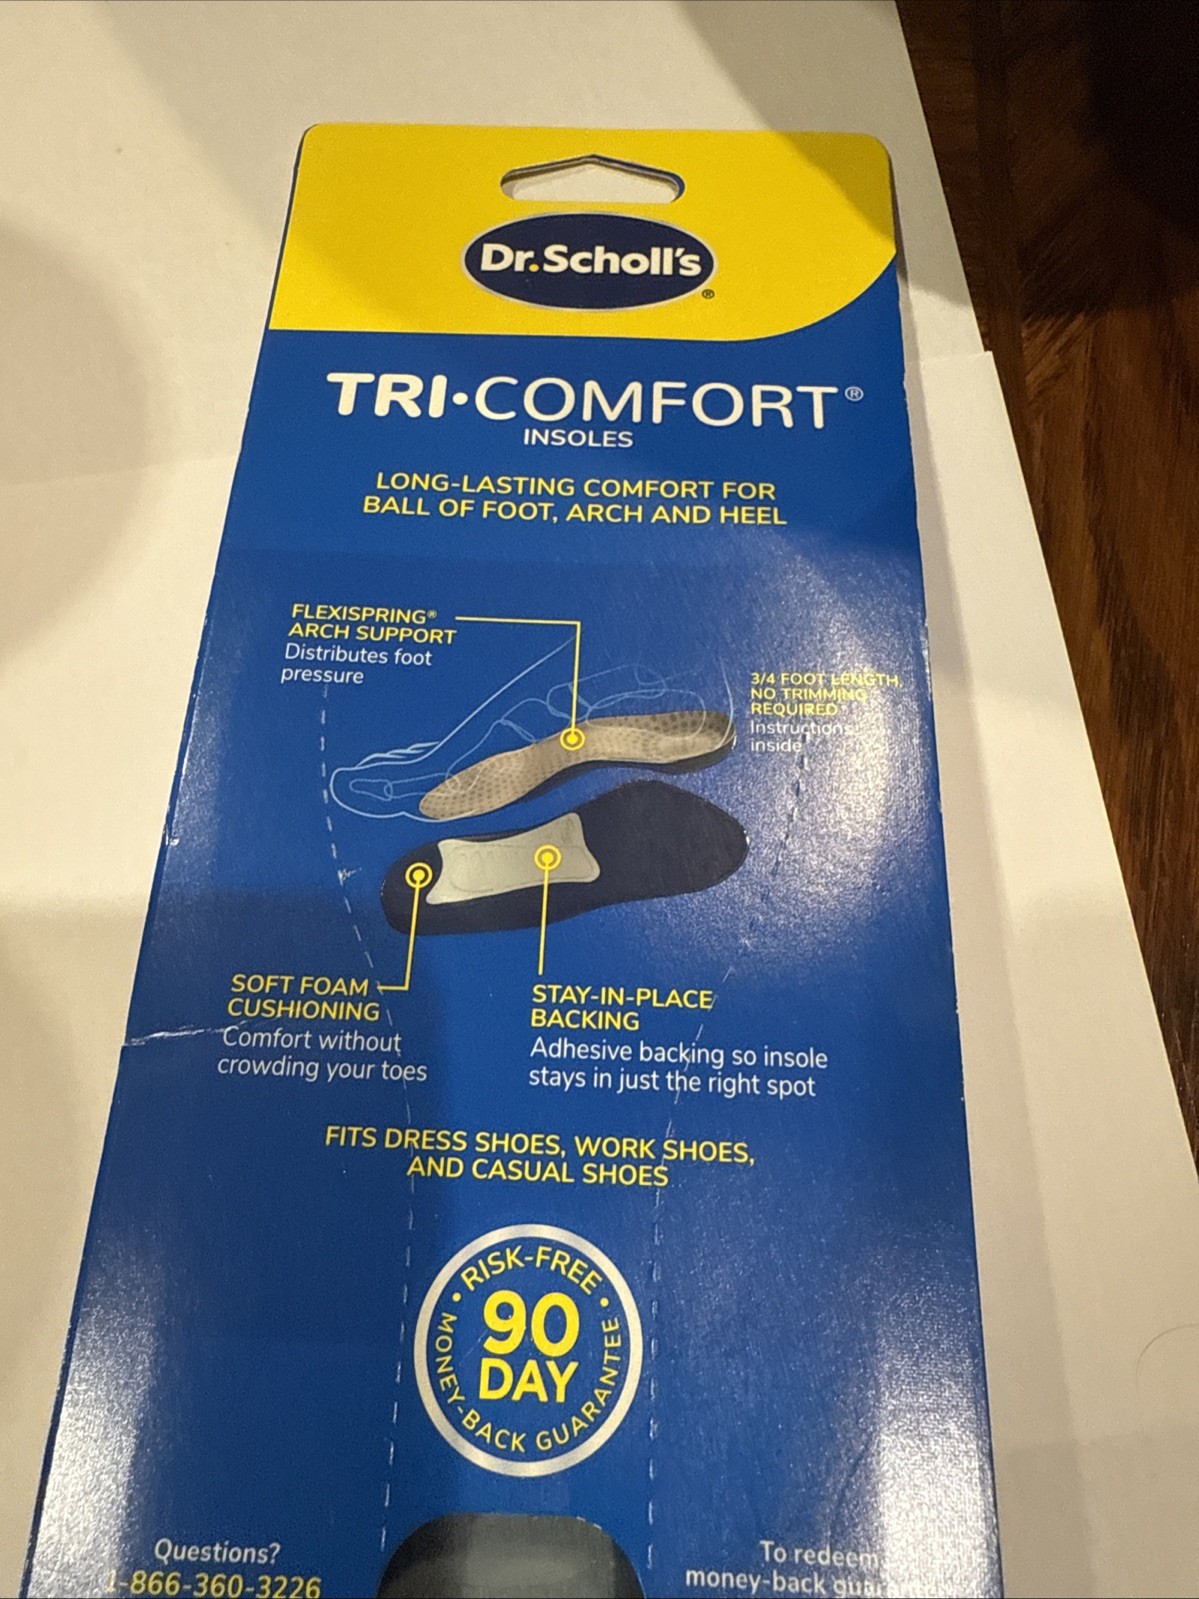 Dr.Scholl's®
TRI•COMFORT®
INSOLES
LONG-LASTING COMFORT FOR
BALL OF FOOT, ARCH AND HEEL
FLEXISPRING®
ARCH SUPPORT
Distributes foot
pressure
3/4 FOOT LENGTH,
NO TRIMMING
REQUIRED
Instructions
inside
SOFT FOAM
CUSHIONING
Comfort without
crowding your toes
STAY-IN-PLACE
BACKING
Adhesive backing so insole
stays in just the right spot
FITS DRESS SHOES, WORK SHOES,
AND CASUAL SHOES
• RISK-FREE •
90
DAY
MONEY-BACK GUARANTEE
Questions?
1-866-360-3226
To redeem
money-back